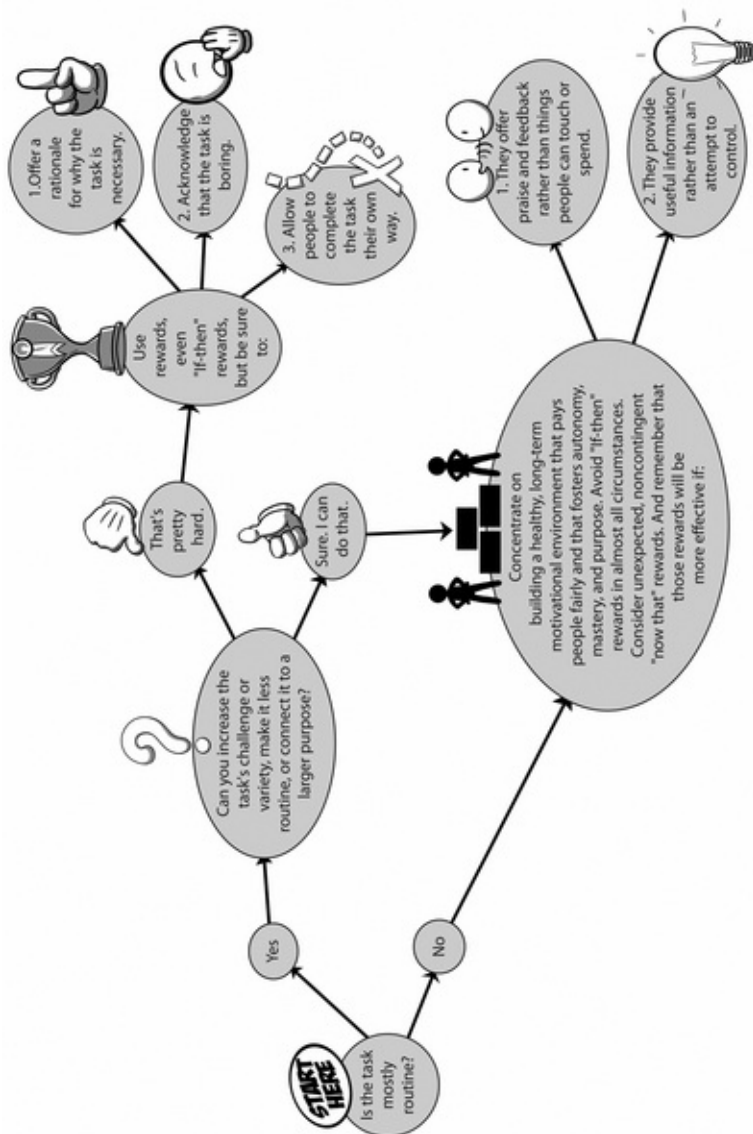 START
HERE
Is the task
mostly
routine?
Yes
No
Can you increase the
task's challenge or
variety, make it less
routine, or connect it to a
larger purpose?
That's
pretty
hard.
Sure. I can
do that.
Use
rewards,
even
"If-then"
rewards,
but be sure
to:
1.Offer a
rationale
for why the
task is
necessary.
2. Acknowledge
that the task is
boring.
3. Allow
people to
complete
the task
their own
way.
Concentrate on
building a healthy, long-term
motivational environment that pays
people fairly and that fosters autonomy,
mastery, and purpose. Avoid "If-then"
rewards in almost all circumstances.
Consider unexpected, noncontingent
"now that" rewards. And remember that
those rewards will be
more effective if:
1. They offer
praise and feedback
rather than things
people can touch or
spend.
2. They provide
useful information
rather than an
attempt to
control.